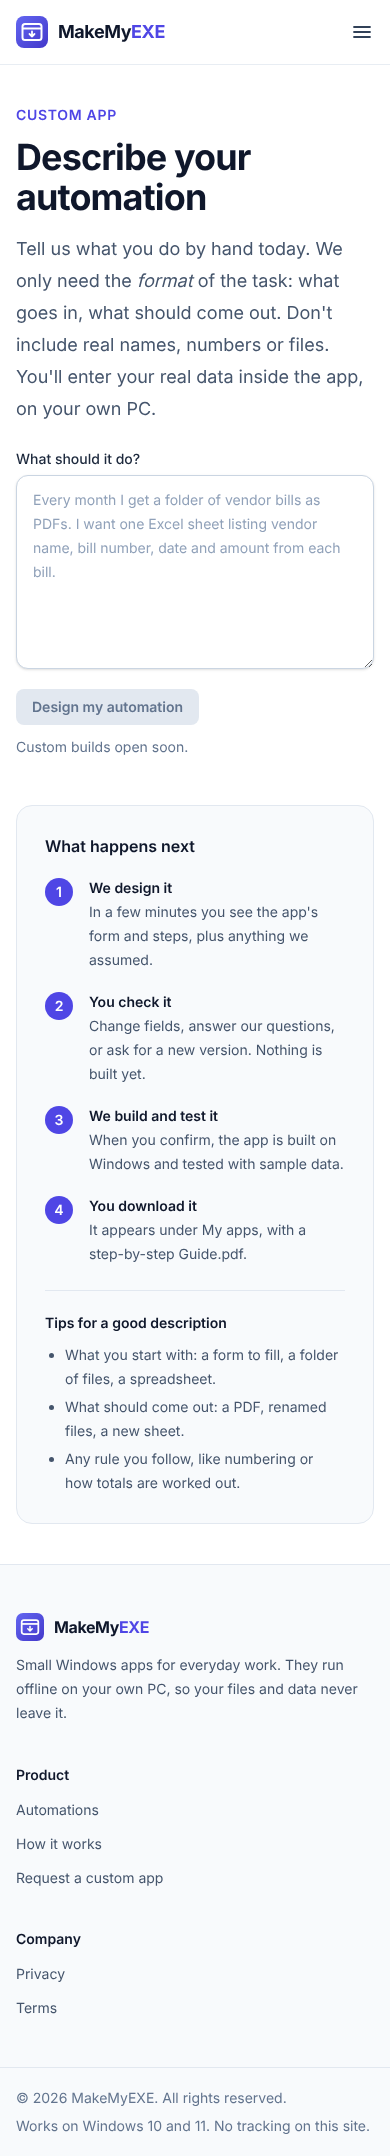 MakeMyEXE
CUSTOM APP
Describe your
automation
Tell us what you do by hand today. We
only need the format of the task: what
goes in, what should come out. Don't
include real names, numbers or files.
You'll enter your real data inside the app,
on your own PC.
What should it do?
Every month I get a folder of vendor bills as
PDFs. I want one Excel sheet listing vendor
name, bill number, date and amount from each
bill.
Design my automation
Custom builds open soon.
What happens next
1
We design it
In a few minutes you see the app's
form and steps, plus anything we
assumed.
2
You check it
Change fields, answer our questions,
or ask for a new version. Nothing is
built yet.
3
We build and test it
When you confirm, the app is built on
Windows and tested with sample data.
4
You download it
It appears under My apps, with a
step-by-step Guide.pdf.
Tips for a good description
• What you start with: a form to fill, a folder
of files, a spreadsheet.
• What should come out: a PDF, renamed
files, a new sheet.
• Any rule you follow, like numbering or
how totals are worked out.
MakeMyEXE
Small Windows apps for everyday work. They run
offline on your own PC, so your files and data never
leave it.
Product
Automations
How it works
Request a custom app
Company
Privacy
Terms
© 2026 MakeMyEXE. All rights reserved.
Works on Windows 10 and 11. No tracking on this site.